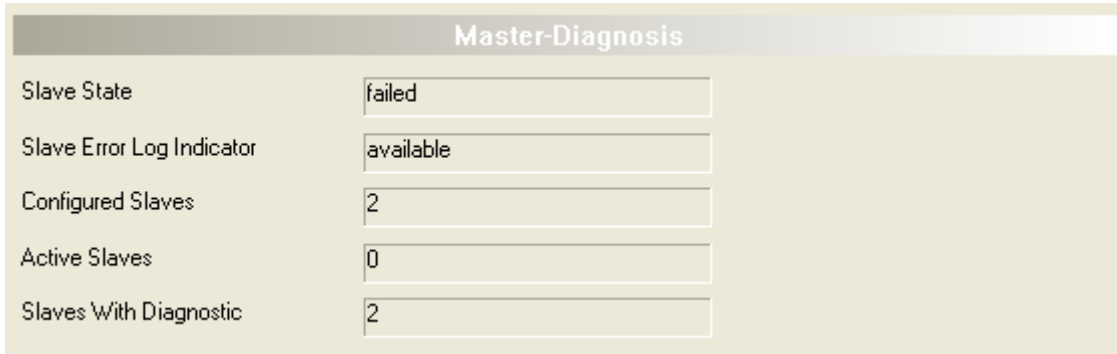 Master-Diagnosis
Slave State failed
Slave Error Log Indicator available
Configured Slaves 2
Active Slaves 0
Slaves With Diagnostic 2